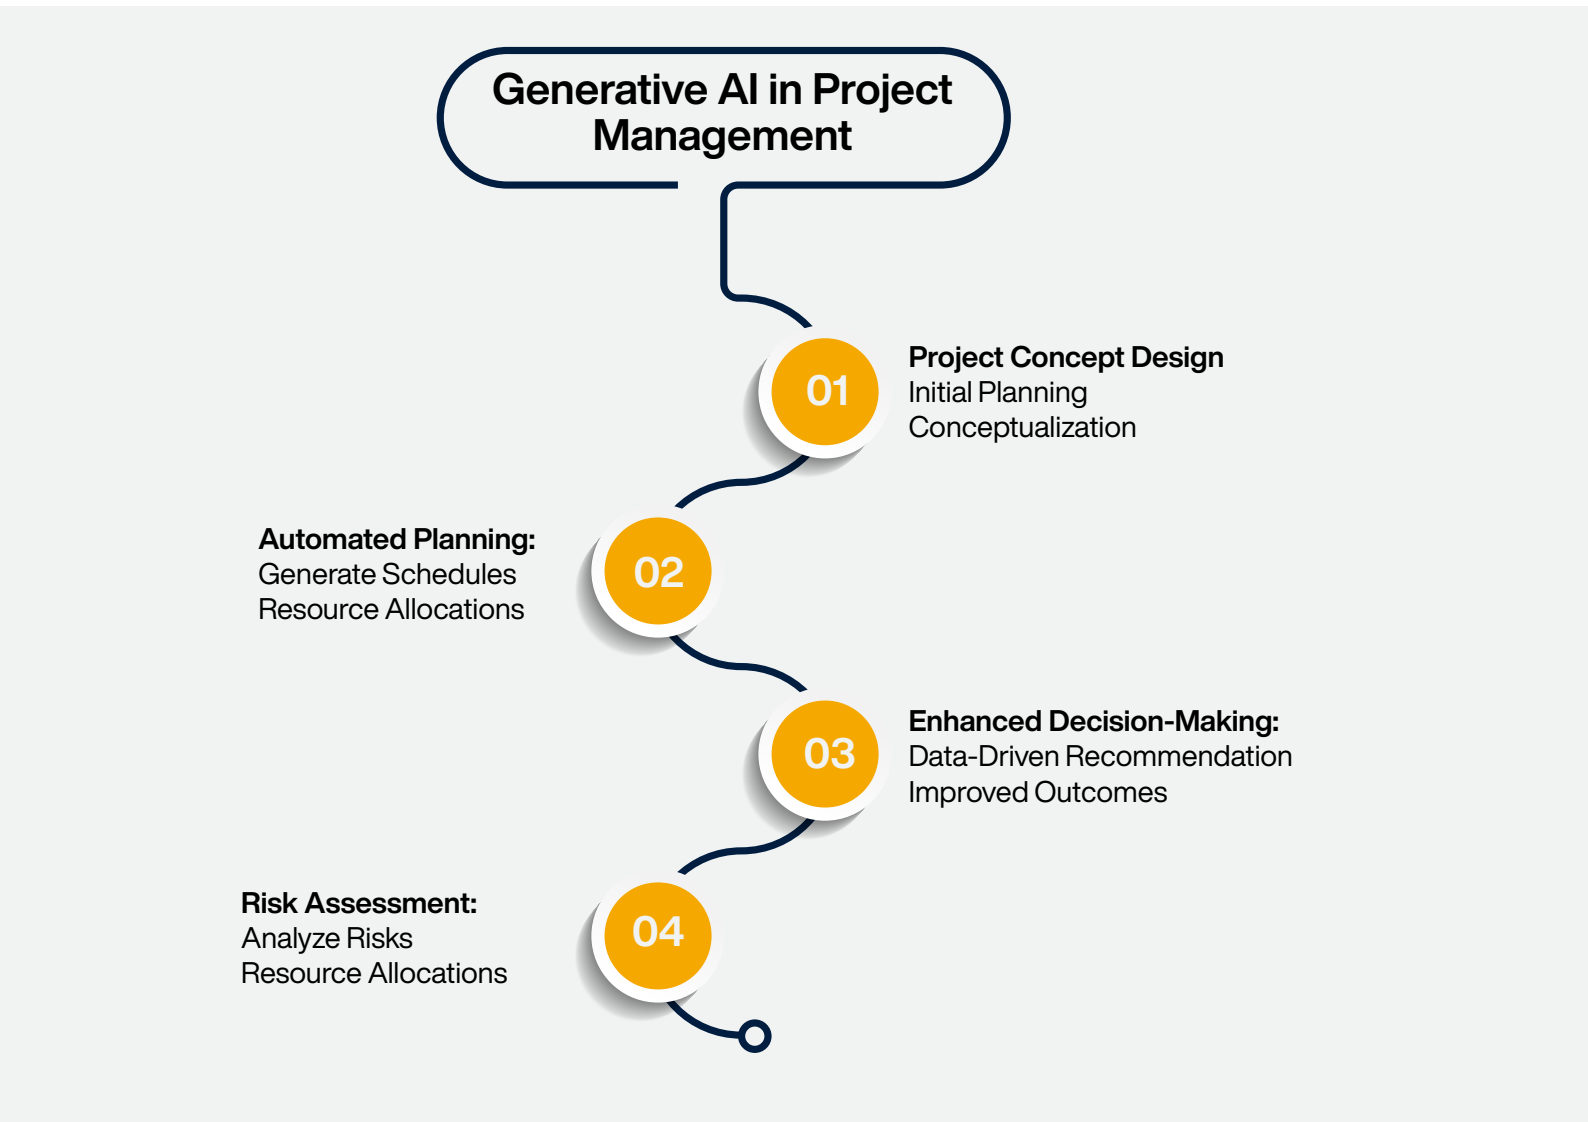 Generative AI in Project
Management
01
Project Concept Design
Initial Planning
Conceptualization
Automated Planning:
Generate Schedules
Resource Allocations
02
03
Enhanced Decision-Making:
Data-Driven Recommendation
Improved Outcomes
Risk Assessment:
Analyze Risks
Resource Allocations
04